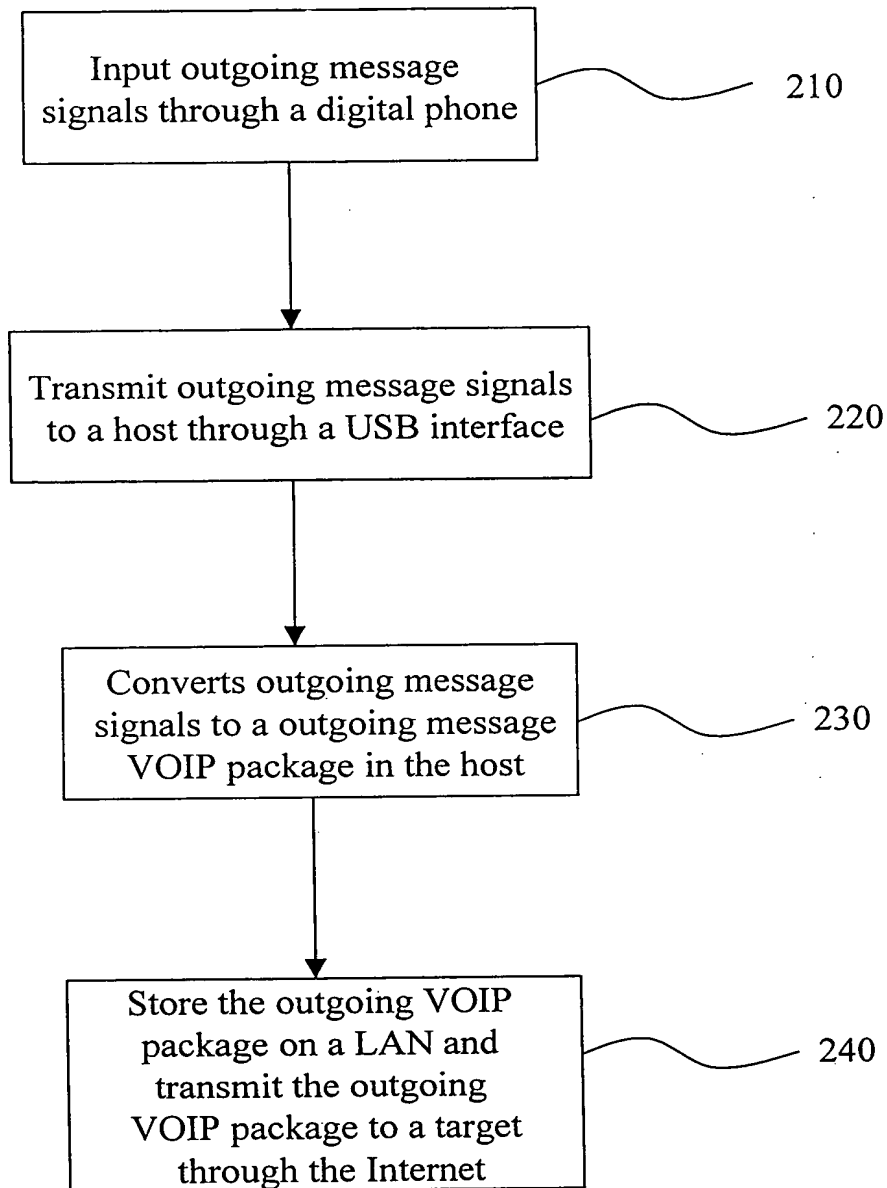 Input outgoing message
signals through a digital phone
210
Transmit outgoing message signals
to a host through a USB interface
220
Converts outgoing message
signals to a outgoing message
VOIP package in the host
230
Store the outgoing VOIP
package on a LAN and
transmit the outgoing
VOIP package to a target
through the Internet
240